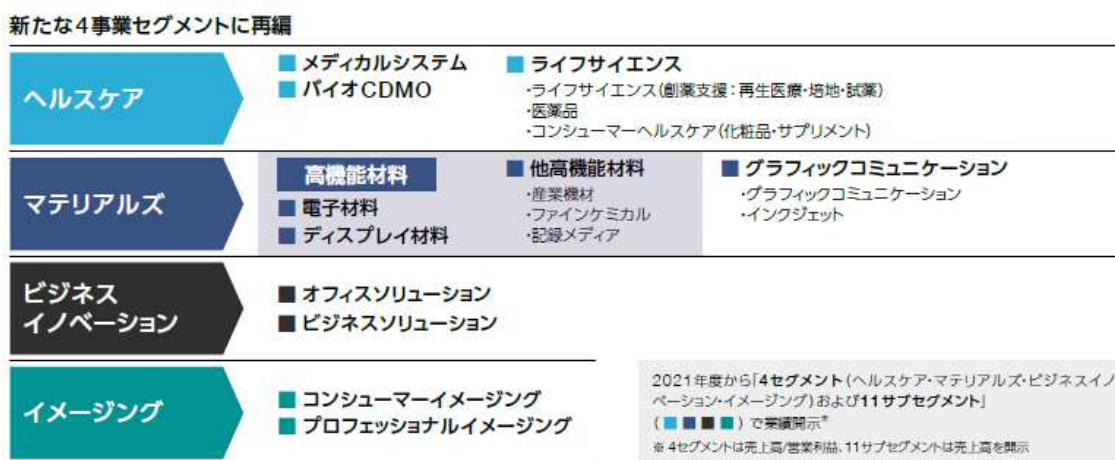 新たな4事業セグメントに再編
ヘルスケア
■ メディカルシステム
■ バイオCDMO
■ ライフサイエンス
・ライフサイエンス(創薬支援:再生医療・培地・試薬)
・医薬品
・コンシューマーヘルスケア(化粧品・サプリメント)
マテリアルズ
高機能材料
■ 電子材料
■ ディスプレイ材料
■ 他高機能材料
・産業機材
・ファインケミカル
・記録メディア
■ グラフィックコミュニケーション
・グラフィックコミュニケーション
・インクジェット
ビジネス
イノベーション
■ オフィスソリューション
■ ビジネスソリューション
イメージング
■ コンシューマーイメージング
■ プロフェッショナルイメージング
2021年度から「4セグメント(ヘルスケア・マテリアルズ・ビジネスイノ
ベーション・イメージング)および11サブセグメント」
(■ ■ ■ ■)で業績開示※
※ 4セグメントは売上高/営業利益、11サブセグメントは売上高を開示